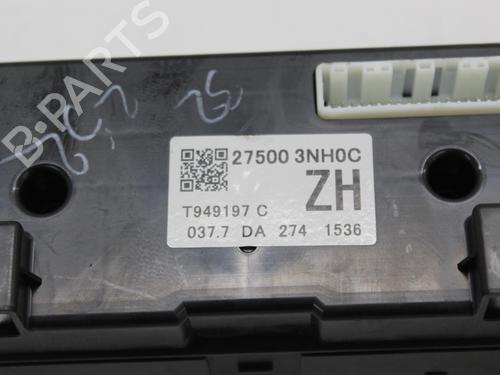 B-PARTS
27500 3NH0C
ZH
T949197 C
037.7 DA 274 1536